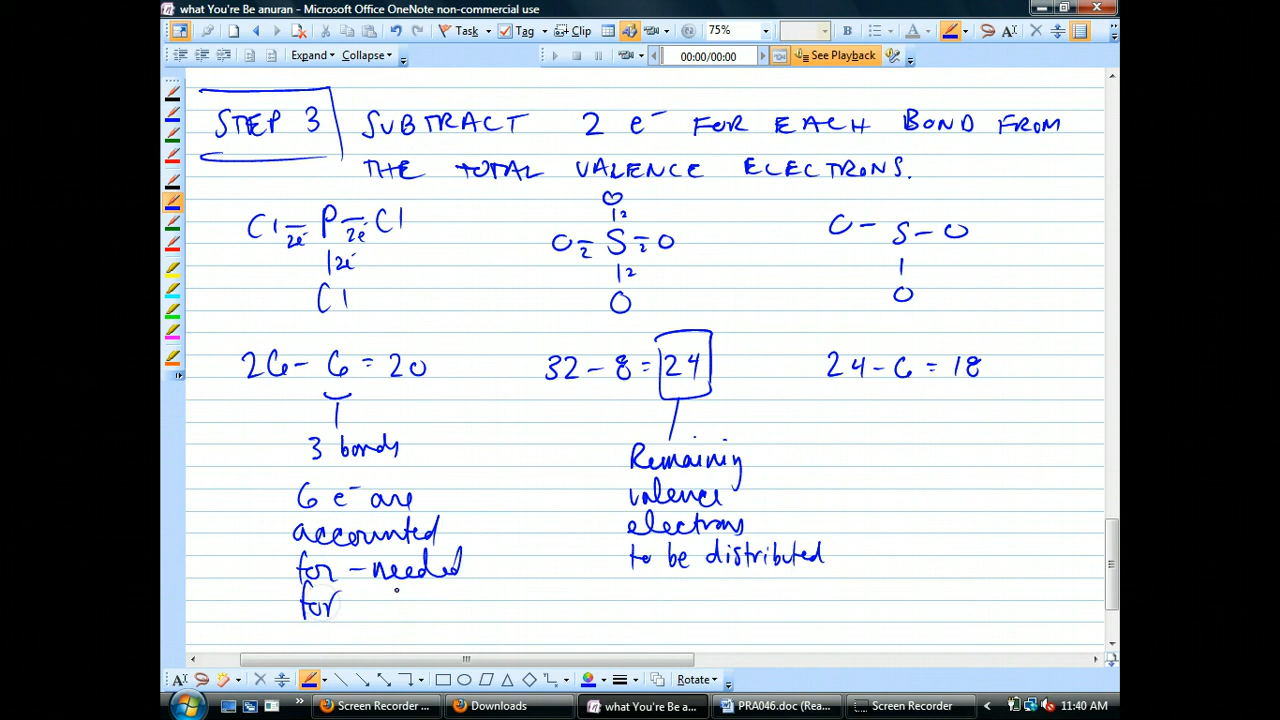 what You're Be anuran - Microsoft Office OneNote non-commercial use
Task Tag Clip 75% B A
Expand Collapse 00:00/00:00 See Playback
STEP 3 SUBTRACT 2 e⁻ FOR EACH BOND FROM
THE TOTAL VALENCE ELECTRONS.
Cl 2e⁻ P 2e⁻ Cl
2e⁻
Cl
O
2
O 2 S 2 O
2
O
O - S - O
O
26 - 6 = 20
32 - 8 = 24
24 - 6 = 18
3 bonds
6 e⁻ are
accounted
for - needed
for
Remaining
valence
electrons
to be distributed
Rotate
Screen Recorder ... Downloads what You're Be a... PRA046.doc (Rea... Screen Recorder 11:40 AM